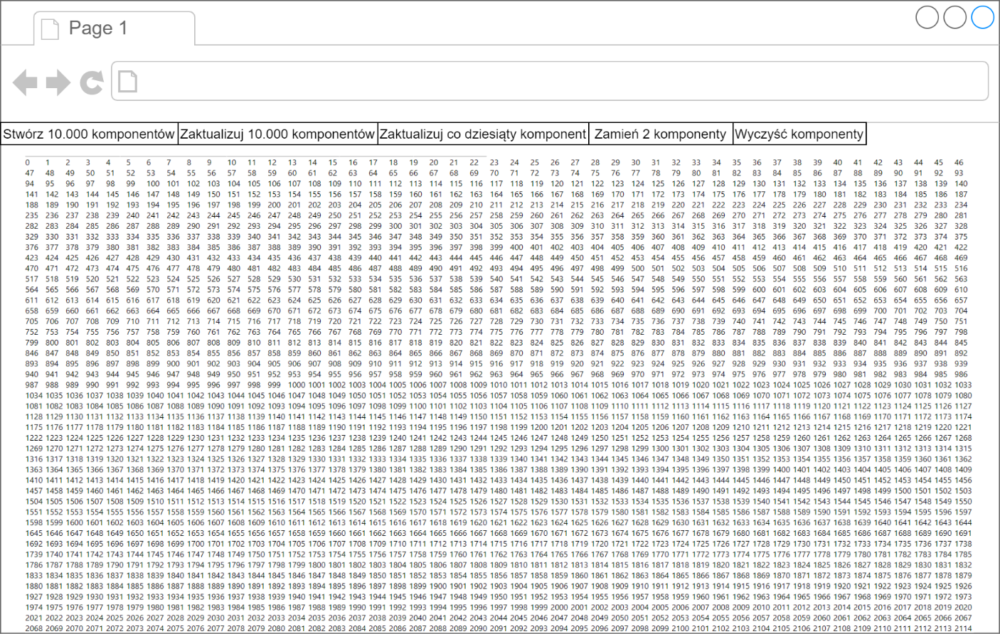 Page 1
Stwórz 10.000 komponentów Zaktualizuj 10.000 komponentów Zaktualizuj co dziesiąty komponent Zamień 2 komponenty Wyczyść komponenty
0 1 2 3 4 5 6 7 8 9 10 11 12 13 14 15 16 17 18 19 20 21 22 23 24 25 26 27 28 29 30 31 32 33 34 35 36 37 38 39 40 41 42 43 44 45 46
47 48 49 50 51 52 53 54 55 56 57 58 59 60 61 62 63 64 65 66 67 68 69 70 71 72 73 74 75 76 77 78 79 80 81 82 83 84 85 86 87 88 89 90 91 92 93
94 95 96 97 98 99 100 101 102 103 104 105 106 107 108 109 110 111 112 113 114 115 116 117 118 119 120 121 122 123 124 125 126 127 128 129 130 131 132 133 134 135 136 137 138 139 140
141 142 143 144 145 146 147 148 149 150 151 152 153 154 155 156 157 158 159 160 161 162 163 164 165 166 167 168 169 170 171 172 173 174 175 176 177 178 179 180 181 182 183 184 185 186 187
188 189 190 191 192 193 194 195 196 197 198 199 200 201 202 203 204 205 206 207 208 209 210 211 212 213 214 215 216 217 218 219 220 221 222 223 224 225 226 227 228 229 230 231 232 233 234
235 236 237 238 239 240 241 242 243 244 245 246 247 248 249 250 251 252 253 254 255 256 257 258 259 260 261 262 263 264 265 266 267 268 269 270 271 272 273 274 275 276 277 278 279 280 281
282 283 284 285 286 287 288 289 290 291 292 293 294 295 296 297 298 299 300 301 302 303 304 305 306 307 308 309 310 311 312 313 314 315 316 317 318 319 320 321 322 323 324 325 326 327 328
329 330 331 332 333 334 335 336 337 338 339 340 341 342 343 344 345 346 347 348 349 350 351 352 353 354 355 356 357 358 359 360 361 362 363 364 365 366 367 368 369 370 371 372 373 374 375
376 377 378 379 380 381 382 383 384 385 386 387 388 389 390 391 392 393 394 395 396 397 398 399 400 401 402 403 404 405 406 407 408 409 410 411 412 413 414 415 416 417 418 419 420 421 422
423 424 425 426 427 428 429 430 431 432 433 434 435 436 437 438 439 440 441 442 443 444 445 446 447 448 449 450 451 452 453 454 455 456 457 458 459 460 461 462 463 464 465 466 467 468 469
470 471 472 473 474 475 476 477 478 479 480 481 482 483 484 485 486 487 488 489 490 491 492 493 494 495 496 497 498 499 500 501 502 503 504 505 506 507 508 509 510 511 512 513 514 515 516
517 518 519 520 521 522 523 524 525 526 527 528 529 530 531 532 533 534 535 536 537 538 539 540 541 542 543 544 545 546 547 548 549 550 551 552 553 554 555 556 557 558 559 560 561 562 563
564 565 566 567 568 569 570 571 572 573 574 575 576 577 578 579 580 581 582 583 584 585 586 587 588 589 590 591 592 593 594 595 596 597 598 599 600 601 602 603 604 605 606 607 608 609 610
611 612 613 614 615 616 617 618 619 620 621 622 623 624 625 626 627 628 629 630 631 632 633 634 635 636 637 638 639 640 641 642 643 644 645 646 647 648 649 650 651 652 653 654 655 656 657
658 659 660 661 662 663 664 665 666 667 668 669 670 671 672 673 674 675 676 677 678 679 680 681 682 683 684 685 686 687 688 689 690 691 692 693 694 695 696 697 698 699 700 701 702 703 704
705 706 707 708 709 710 711 712 713 714 715 716 717 718 719 720 721 722 723 724 725 726 727 728 729 730 731 732 733 734 735 736 737 738 739 740 741 742 743 744 745 746 747 748 749 750 751
752 753 754 755 756 757 758 759 760 761 762 763 764 765 766 767 768 769 770 771 772 773 774 775 776 777 778 779 780 781 782 783 784 785 786 787 788 789 790 791 792 793 794 795 796 797 798
799 800 801 802 803 804 805 806 807 808 809 810 811 812 813 814 815 816 817 818 819 820 821 822 823 824 825 826 827 828 829 830 831 832 833 834 835 836 837 838 839 840 841 842 843 844 845
846 847 848 849 850 851 852 853 854 855 856 857 858 859 860 861 862 863 864 865 866 867 868 869 870 871 872 873 874 875 876 877 878 879 880 881 882 883 884 885 886 887 888 889 890 891 892
893 894 895 896 897 898 899 900 901 902 903 904 905 906 907 908 909 910 911 912 913 914 915 916 917 918 919 920 921 922 923 924 925 926 927 928 929 930 931 932 933 934 935 936 937 938 939
940 941 942 943 944 945 946 947 948 949 950 951 952 953 954 955 956 957 958 959 960 961 962 963 964 965 966 967 968 969 970 971 972 973 974 975 976 977 978 979 980 981 982 983 984 985 986
987 988 989 990 991 992 993 994 995 996 997 998 999 1000 1001 1002 1003 1004 1005 1006 1007 1008 1009 1010 1011 1012 1013 1014 1015 1016 1017 1018 1019 1020 1021 1022 1023 1024 1025 1026 1027 1028 1029 1030 1031 1032 1033
1034 1035 1036 1037 1038 1039 1040 1041 1042 1043 1044 1045 1046 1047 1048 1049 1050 1051 1052 1053 1054 1055 1056 1057 1058 1059 1060 1061 1062 1063 1064 1065 1066 1067 1068 1069 1070 1071 1072 1073 1074 1075 1076 1077 1078 1079 1080
1081 1082 1083 1084 1085 1086 1087 1088 1089 1090 1091 1092 1093 1094 1095 1096 1097 1098 1099 1100 1101 1102 1103 1104 1105 1106 1107 1108 1109 1110 1111 1112 1113 1114 1115 1116 1117 1118 1119 1120 1121 1122 1123 1124 1125 1126 1127
1128 1129 1130 1131 1132 1133 1134 1135 1136 1137 1138 1139 1140 1141 1142 1143 1144 1145 1146 1147 1148 1149 1150 1151 1152 1153 1154 1155 1156 1157 1158 1159 1160 1161 1162 1163 1164 1165 1166 1167 1168 1169 1170 1171 1172 1173 1174
1175 1176 1177 1178 1179 1180 1181 1182 1183 1184 1185 1186 1187 1188 1189 1190 1191 1192 1193 1194 1195 1196 1197 1198 1199 1200 1201 1202 1203 1204 1205 1206 1207 1208 1209 1210 1211 1212 1213 1214 1215 1216 1217 1218 1219 1220 1221
1222 1223 1224 1225 1226 1227 1228 1229 1230 1231 1232 1233 1234 1235 1236 1237 1238 1239 1240 1241 1242 1243 1244 1245 1246 1247 1248 1249 1250 1251 1252 1253 1254 1255 1256 1257 1258 1259 1260 1261 1262 1263 1264 1265 1266 1267 1268
1269 1270 1271 1272 1273 1274 1275 1276 1277 1278 1279 1280 1281 1282 1283 1284 1285 1286 1287 1288 1289 1290 1291 1292 1293 1294 1295 1296 1297 1298 1299 1300 1301 1302 1303 1304 1305 1306 1307 1308 1309 1310 1311 1312 1313 1314 1315
1316 1317 1318 1319 1320 1321 1322 1323 1324 1325 1326 1327 1328 1329 1330 1331 1332 1333 1334 1335 1336 1337 1338 1339 1340 1341 1342 1343 1344 1345 1346 1347 1348 1349 1350 1351 1352 1353 1354 1355 1356 1357 1358 1359 1360 1361 1362
1363 1364 1365 1366 1367 1368 1369 1370 1371 1372 1373 1374 1375 1376 1377 1378 1379 1380 1381 1382 1383 1384 1385 1386 1387 1388 1389 1390 1391 1392 1393 1394 1395 1396 1397 1398 1399 1400 1401 1402 1403 1404 1405 1406 1407 1408 1409
1410 1411 1412 1413 1414 1415 1416 1417 1418 1419 1420 1421 1422 1423 1424 1425 1426 1427 1428 1429 1430 1431 1432 1433 1434 1435 1436 1437 1438 1439 1440 1441 1442 1443 1444 1445 1446 1447 1448 1449 1450 1451 1452 1453 1454 1455 1456
1457 1458 1459 1460 1461 1462 1463 1464 1465 1466 1467 1468 1469 1470 1471 1472 1473 1474 1475 1476 1477 1478 1479 1480 1481 1482 1483 1484 1485 1486 1487 1488 1489 1490 1491 1492 1493 1494 1495 1496 1497 1498 1499 1500 1501 1502 1503
1504 1505 1506 1507 1508 1509 1510 1511 1512 1513 1514 1515 1516 1517 1518 1519 1520 1521 1522 1523 1524 1525 1526 1527 1528 1529 1530 1531 1532 1533 1534 1535 1536 1537 1538 1539 1540 1541 1542 1543 1544 1545 1546 1547 1548 1549 1550
1551 1552 1553 1554 1555 1556 1557 1558 1559 1560 1561 1562 1563 1564 1565 1566 1567 1568 1569 1570 1571 1572 1573 1574 1575 1576 1577 1578 1579 1580 1581 1582 1583 1584 1585 1586 1587 1588 1589 1590 1591 1592 1593 1594 1595 1596 1597
1598 1599 1600 1601 1602 1603 1604 1605 1606 1607 1608 1609 1610 1611 1612 1613 1614 1615 1616 1617 1618 1619 1620 1621 1622 1623 1624 1625 1626 1627 1628 1629 1630 1631 1632 1633 1634 1635 1636 1637 1638 1639 1640 1641 1642 1643 1644
1645 1646 1647 1648 1649 1650 1651 1652 1653 1654 1655 1656 1657 1658 1659 1660 1661 1662 1663 1664 1665 1666 1667 1668 1669 1670 1671 1672 1673 1674 1675 1676 1677 1678 1679 1680 1681 1682 1683 1684 1685 1686 1687 1688 1689 1690 1691
1692 1693 1694 1695 1696 1697 1698 1699 1700 1701 1702 1703 1704 1705 1706 1707 1708 1709 1710 1711 1712 1713 1714 1715 1716 1717 1718 1719 1720 1721 1722 1723 1724 1725 1726 1727 1728 1729 1730 1731 1732 1733 1734 1735 1736 1737 1738
1739 1740 1741 1742 1743 1744 1745 1746 1747 1748 1749 1750 1751 1752 1753 1754 1755 1756 1757 1758 1759 1760 1761 1762 1763 1764 1765 1766 1767 1768 1769 1770 1771 1772 1773 1774 1775 1776 1777 1778 1779 1780 1781 1782 1783 1784 1785
1786 1787 1788 1789 1790 1791 1792 1793 1794 1795 1796 1797 1798 1799 1800 1801 1802 1803 1804 1805 1806 1807 1808 1809 1810 1811 1812 1813 1814 1815 1816 1817 1818 1819 1820 1821 1822 1823 1824 1825 1826 1827 1828 1829 1830 1831 1832
1833 1834 1835 1836 1837 1838 1839 1840 1841 1842 1843 1844 1845 1846 1847 1848 1849 1850 1851 1852 1853 1854 1855 1856 1857 1858 1859 1860 1861 1862 1863 1864 1865 1866 1867 1868 1869 1870 1871 1872 1873 1874 1875 1876 1877 1878 1879
1880 1881 1882 1883 1884 1885 1886 1887 1888 1889 1890 1891 1892 1893 1894 1895 1896 1897 1898 1899 1900 1901 1902 1903 1904 1905 1906 1907 1908 1909 1910 1911 1912 1913 1914 1915 1916 1917 1918 1919 1920 1921 1922 1923 1924 1925 1926
1927 1928 1929 1930 1931 1932 1933 1934 1935 1936 1937 1938 1939 1940 1941 1942 1943 1944 1945 1946 1947 1948 1949 1950 1951 1952 1953 1954 1955 1956 1957 1958 1959 1960 1961 1962 1963 1964 1965 1966 1967 1968 1969 1970 1971 1972 1973
1974 1975 1976 1977 1978 1979 1980 1981 1982 1983 1984 1985 1986 1987 1988 1989 1990 1991 1992 1993 1994 1995 1996 1997 1998 1999 2000 2001 2002 2003 2004 2005 2006 2007 2008 2009 2010 2011 2012 2013 2014 2015 2016 2017 2018 2019 2020
2021 2022 2023 2024 2025 2026 2027 2028 2029 2030 2031 2032 2033 2034 2035 2036 2037 2038 2039 2040 2041 2042 2043 2044 2045 2046 2047 2048 2049 2050 2051 2052 2053 2054 2055 2056 2057 2058 2059 2060 2061 2062 2063 2064 2065 2066 2067
2068 2069 2070 2071 2072 2073 2074 2075 2076 2077 2078 2079 2080 2081 2082 2083 2084 2085 2086 2087 2088 2089 2090 2091 2092 2093 2094 2095 2096 2097 2098 2099 2100 2101 2102 2103 2104 2105 2106 2107 2108 2109 2110 2111 2112 2113 2114